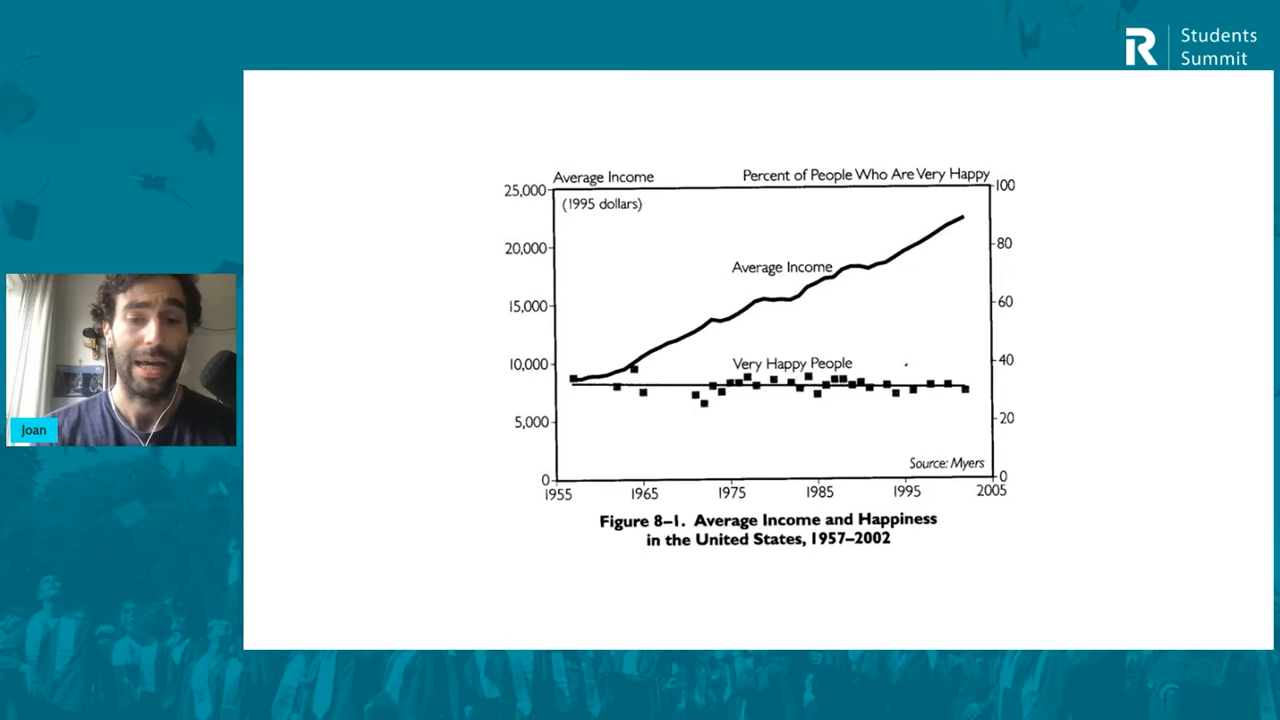 Students
Summit
Average Income
Percent of People Who Are Very Happy
25,000
100
(1995 dollars)
20,000
80
Average Income
15,000
60
Very Happy People
10,000
40
5,000
20
Source: Myers
0
0
1955
1965
1975
1985
1995
2005
Figure 8–1. Average Income and Happiness
in the United States, 1957–2002
Joan